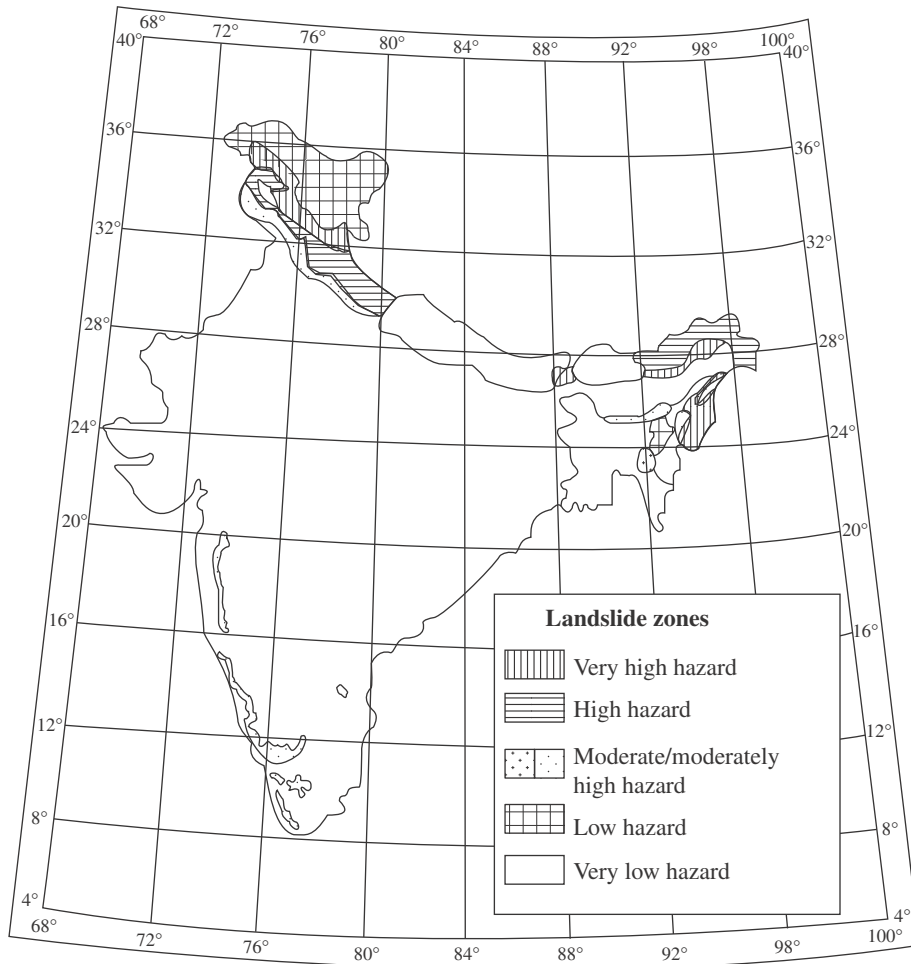 68° 72° 76° 80° 84° 88° 92° 98° 100°
40° 40°
36° 36°
32° 32°
28° 28°
24° 24°
20° 20°
16° 16°
12° 12°
8° 8°
4° 4°
68° 72° 76° 80° 84° 88° 92° 98° 100°
Landslide zones
Very high hazard
High hazard
Moderate/moderately
high hazard
Low hazard
Very low hazard